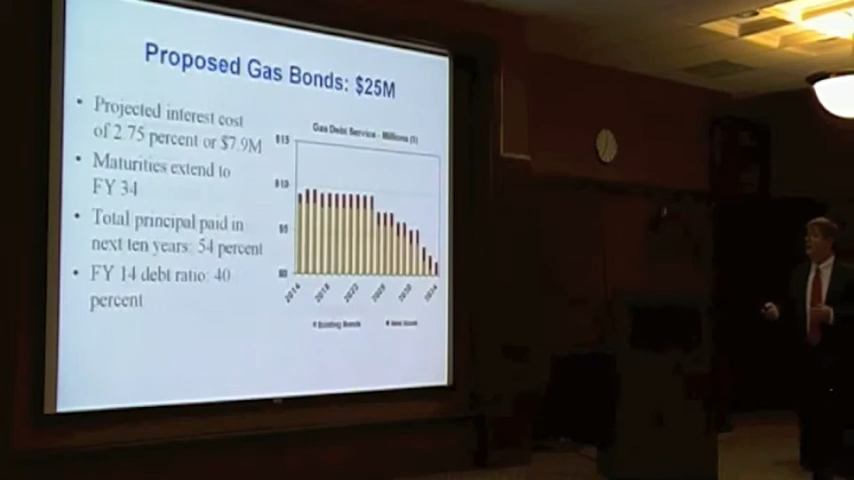 Proposed Gas Bonds: $25M
• Projected interest cost
of 2.75 percent or $7.9M
• Maturities extend to
FY 34
• Total principal paid in
next ten years: 54 percent
• FY 14 debt ratio: 40
percent
Gas Debt Service - Millions ($)
$15
$10
$5
$0
2014
2018
2022
2026
2030
2034
Existing Bonds